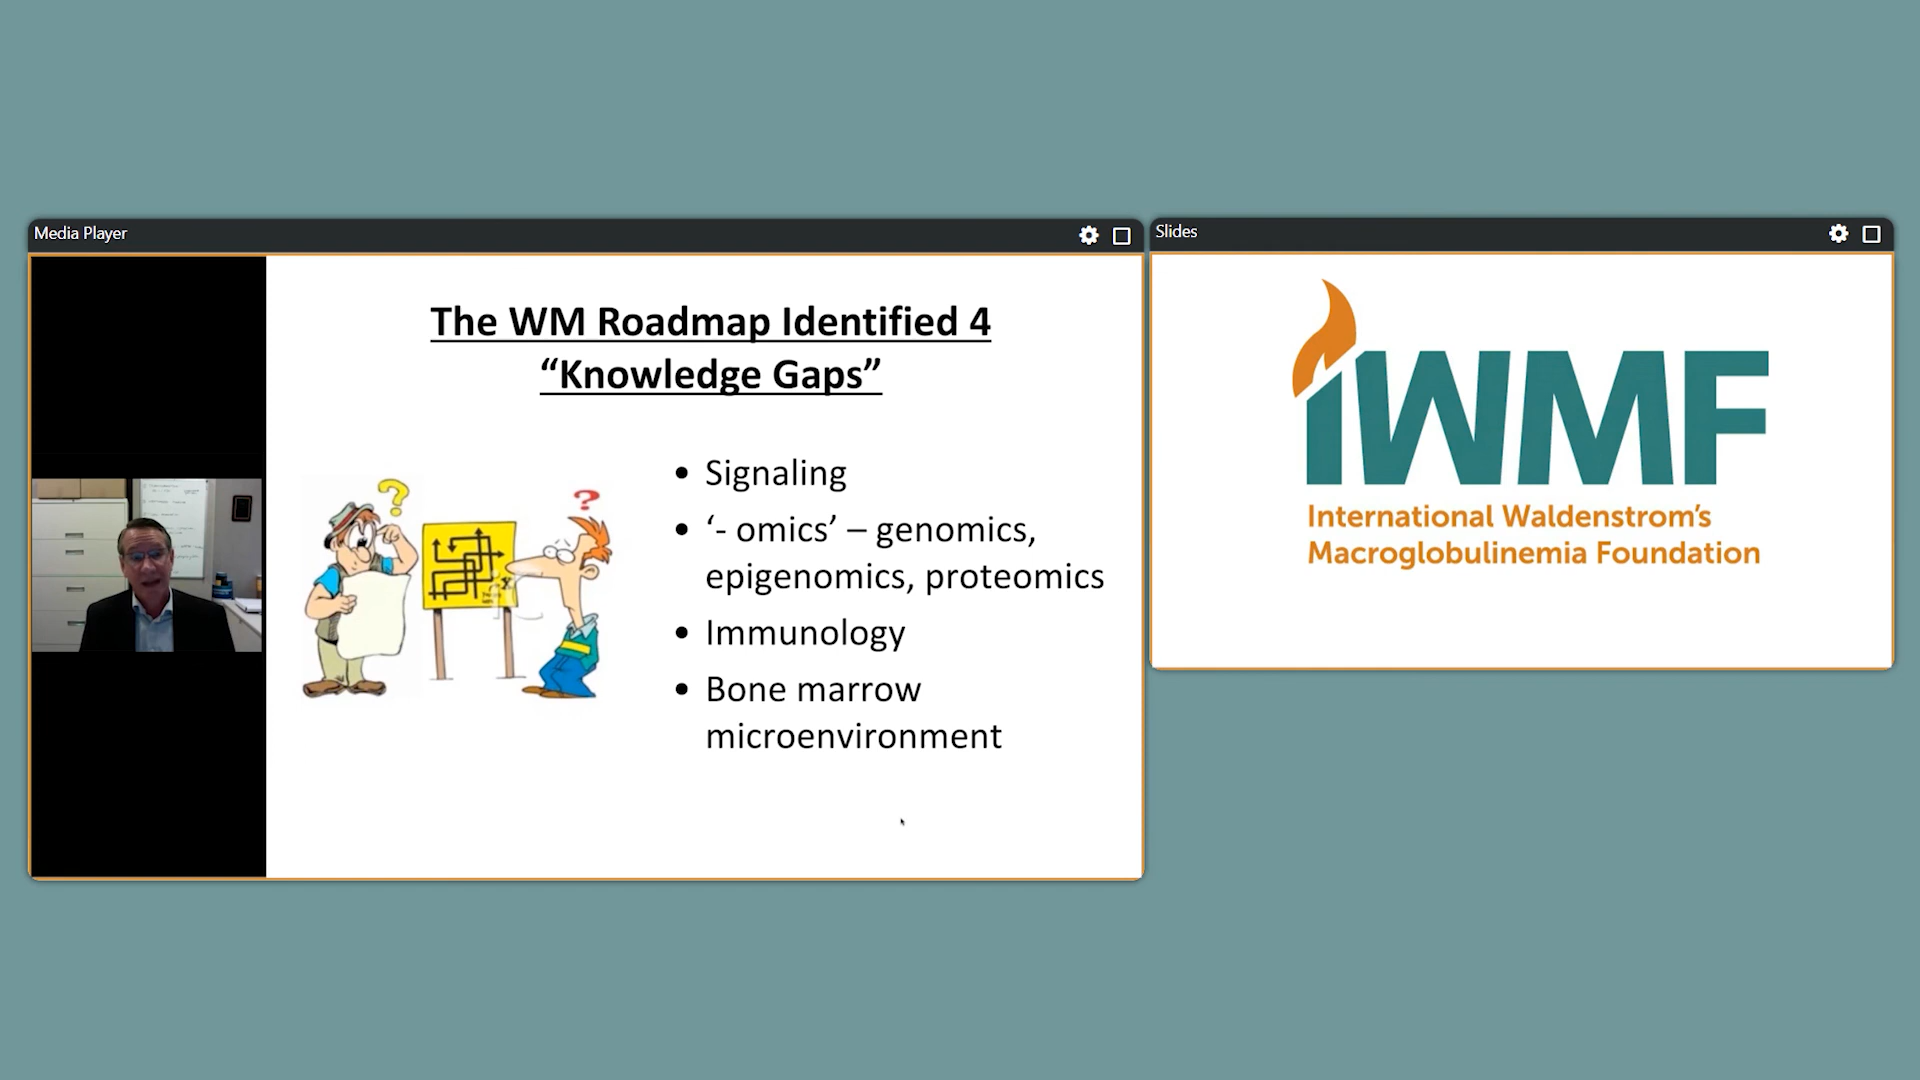 Media Player
The WM Roadmap Identified 4
“Knowledge Gaps”
• Signaling
• ‘- omics’ – genomics,
epigenomics, proteomics
• Immunology
• Bone marrow
microenvironment
? ?
Slides
IWMF
International Waldenstrom’s
Macroglobulinemia Foundation